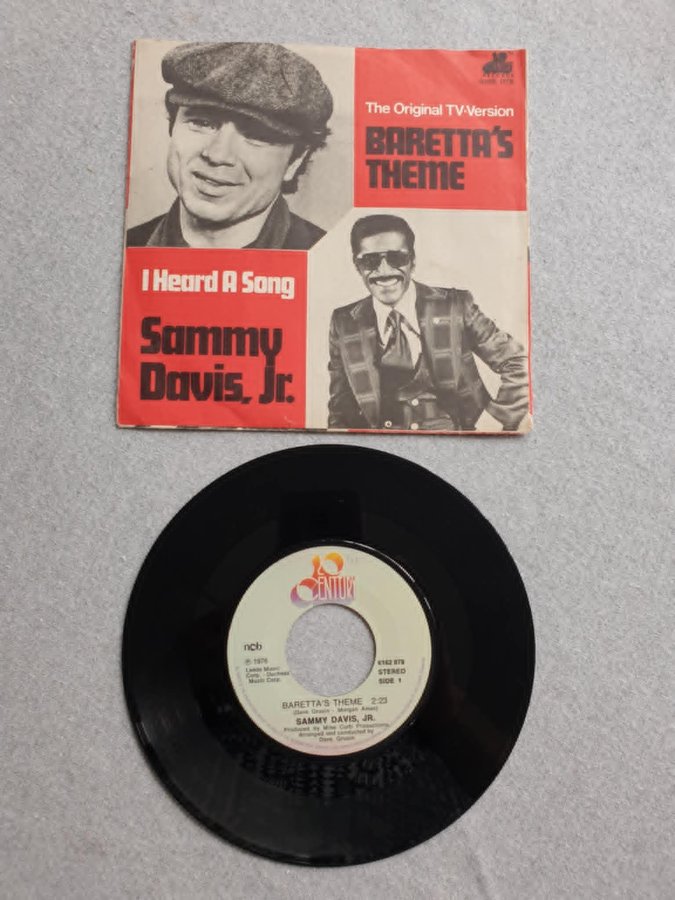 RECORDS
The Original TV-Version
BARETTA'S
THEME
I Heard A Song
Sammy
Davis, Jr.
20
CENTURY
ncb
℗ 1976
Leeds Music
Corp. Duchess
Music Corp.
6162 078
STEREO
SIDE 1
BARETTA'S THEME 2:23
(Dave Grusin - Morgan Ames)
SAMMY DAVIS, JR.
Produced by Mike Curb Productions
Arranged and conducted by
Dave Grusin